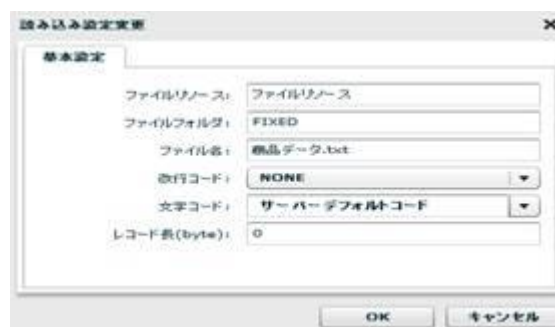 読み込み設定変更 ×
基本設定
ファイルリソース: ファイルリソース
ファイルフォルダ: FIXED
ファイル名: 商品データ.txt
改行コード: NONE
文字コード: サーバーデフォルトコード
レコード長(byte): 0
OK キャンセル